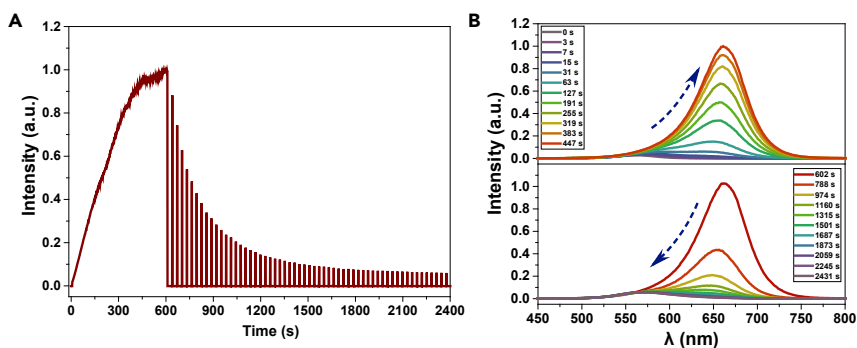 A
Intensity (a.u.)
1.2
1.0
0.8
0.6
0.4
0.2
0.0
0 300 600 900 1200 1500 1800 2100 2400
Time (s)
B
Intensity (a.u.)
1.2
1.0
0.8
0.6
0.4
0.2
0.0
0 s
3 s
7 s
15 s
31 s
63 s
127 s
191 s
255 s
319 s
383 s
447 s
1.0
0.8
0.6
0.4
0.2
0.0
602 s
788 s
974 s
1160 s
1315 s
1501 s
1687 s
1873 s
2059 s
2245 s
2431 s
450 500 550 600 650 700 750 800
λ (nm)